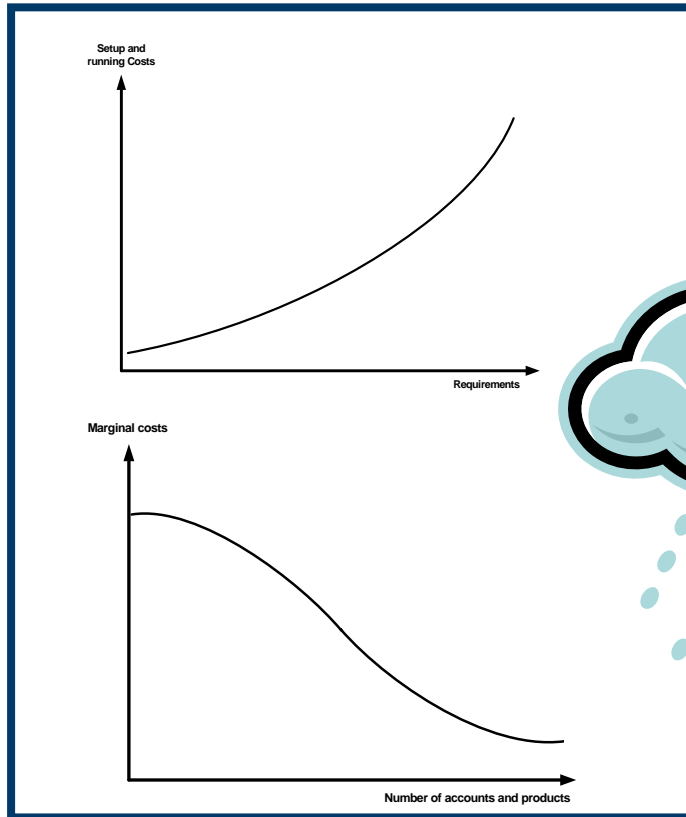 Setup and
running Costs
Requirements
Marginal costs
Number of accounts and products